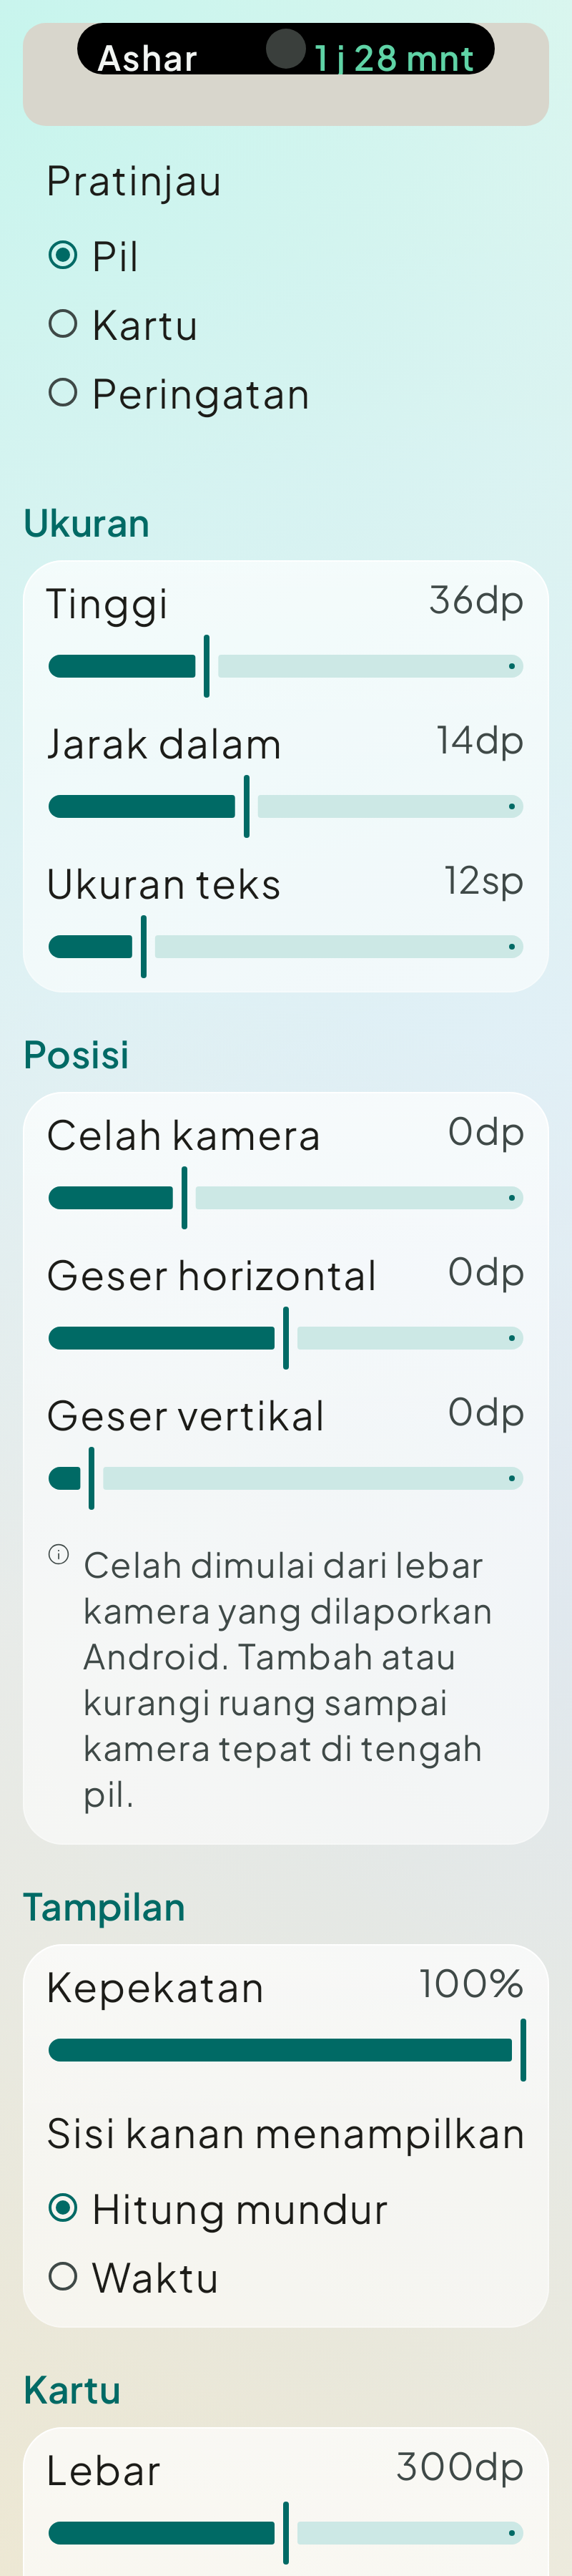 Ashar 1 j 28 mnt
Pratinjau
Pil
Kartu
Peringatan
Ukuran
Tinggi 36dp
Jarak dalam 14dp
Ukuran teks 12sp
Posisi
Celah kamera 0dp
Geser horizontal 0dp
Geser vertikal 0dp
Celah dimulai dari lebar
kamera yang dilaporkan
Android. Tambah atau
kurangi ruang sampai
kamera tepat di tengah
pil.
Tampilan
Kepekatan 100%
Sisi kanan menampilkan
Hitung mundur
Waktu
Kartu
Lebar 300dp